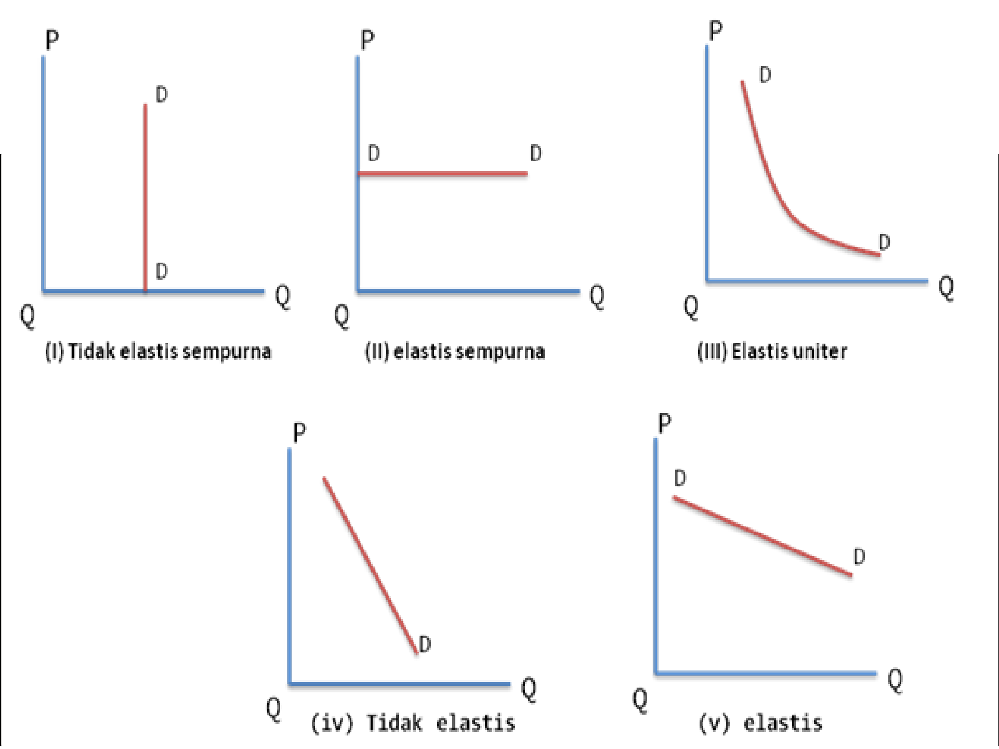 P
P
P
D
D
D
D
D
D
Q
Q
Q
Q
Q
Q
(I) Tidak elastis sempurna
(II) elastis sempurna
(III) Elastis uniter
P
P
D
D
D
Q
Q
Q
Q
(iv) Tidak elastis
(v) elastis